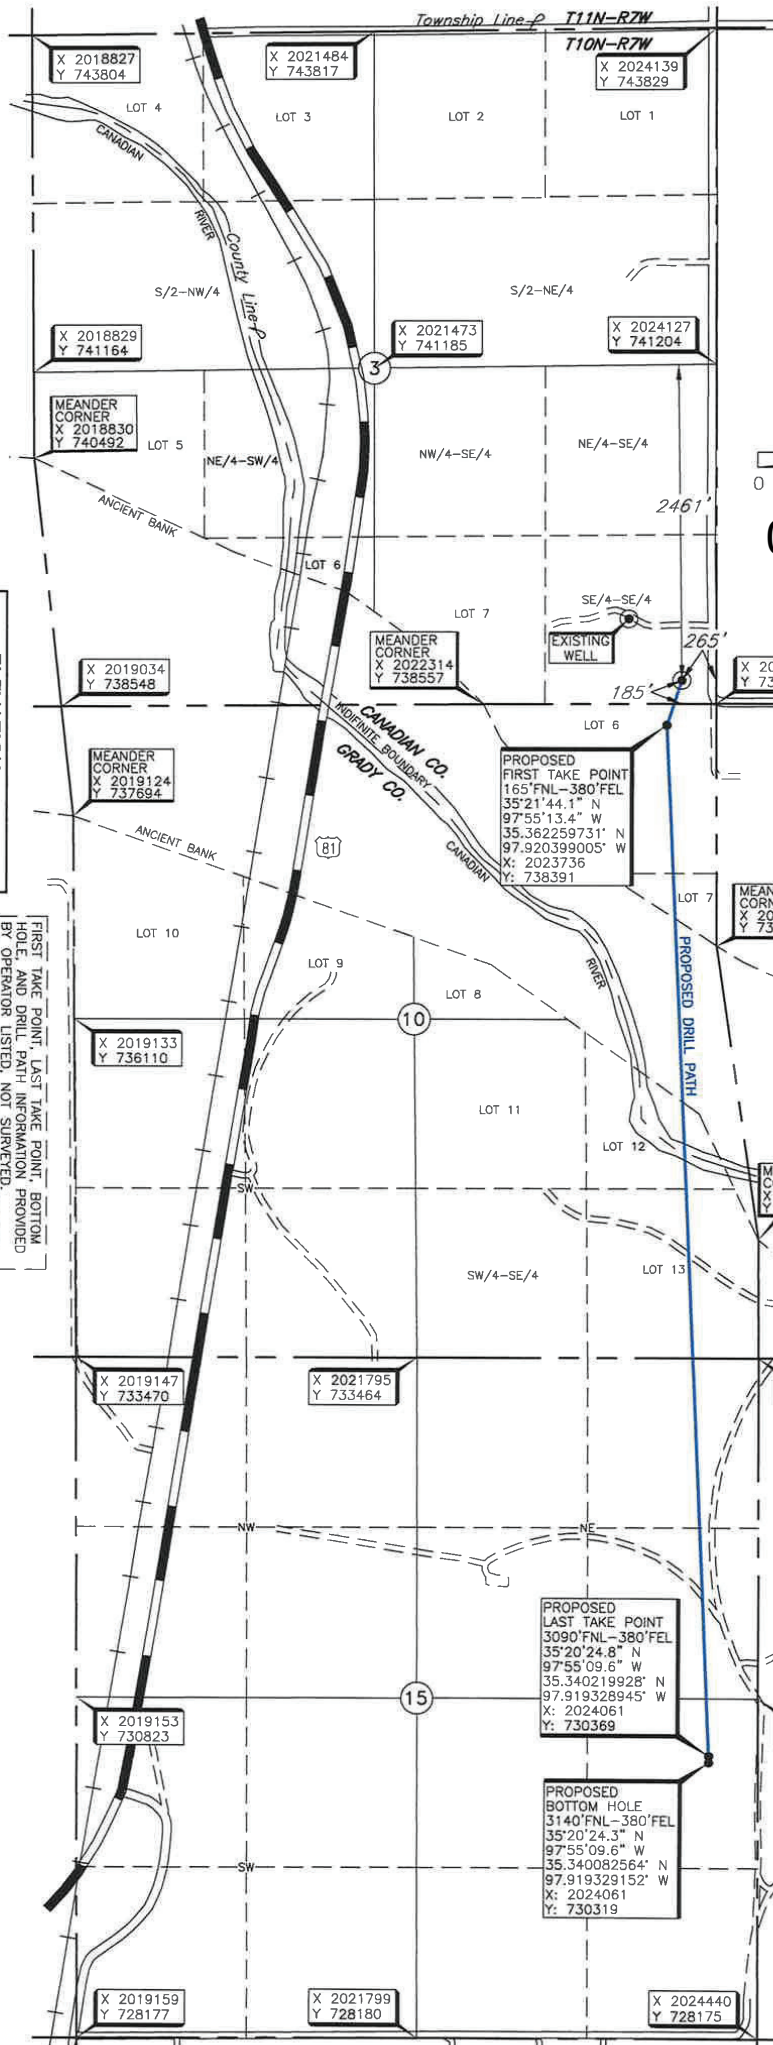 Township Line
T11N-R7W
T10N-R7W
X 2018827
Y 743804
X 2021484
Y 743817
X 2024139
Y 743829
LOT 4
LOT 3
LOT 2
LOT 1
CANADIAN
RIVER
County Line
S/2-NW/4
S/2-NE/4
X 2018829
Y 741164
X 2021473
Y 741185
X 2024127
Y 741204
3
MEANDER
CORNER
X 2018830
Y 740492
LOT 5
NE/4-SW/4
NW/4-SE/4
NE/4-SE/4
0
2461'
ANCIENT BANK
LOT 6
LOT 7
SE/4-SE/4
EXISTING
WELL
265'
185'
MEANDER
CORNER
X 2022314
Y 738557
X 2019034
Y 738548
X 20
Y 73
LOT 6
CANADIAN CO.
INDIFINITE BOUNDARY
GRADY CO.
MEANDER
CORNER
X 2019124
Y 737694
PROPOSED
FIRST TAKE POINT
165'FNL-380'FEL
35°21'44.1" N
97°55'13.4" W
35.362259731° N
97.920399005° W
X: 2023736
Y: 738391
ANCIENT BANK
81
CANADIAN
RIVER
LOT 7
MEAN
CORN
X 20
Y 73
PROPOSED DRILL PATH
LOT 10
LOT 9
LOT 8
10
FIRST TAKE POINT, LAST TAKE POINT, BOTTOM
HOLE, AND DRILL PATH INFORMATION PROVIDED
BY OPERATOR LISTED, NOT SURVEYED.
X 2019133
Y 736110
LOT 11
LOT 12
M
C
X
Y
SW
SW/4-SE/4
LOT 13
X 2019147
Y 733470
X 2021795
Y 733464
NW
NE
PROPOSED
LAST TAKE POINT
3090'FNL-380'FEL
35°20'24.8" N
97°55'09.6" W
35.340219928° N
97.919328945° W
X: 2024061
Y: 730369
15
X 2019153
Y 730823
PROPOSED
BOTTOM HOLE
3140'FNL-380'FEL
35°20'24.3" N
97°55'09.6" W
35.340082564° N
97.919329152° W
X: 2024061
Y: 730319
SW
X 2019159
Y 728177
X 2021799
Y 728180
X 2024440
Y 728175